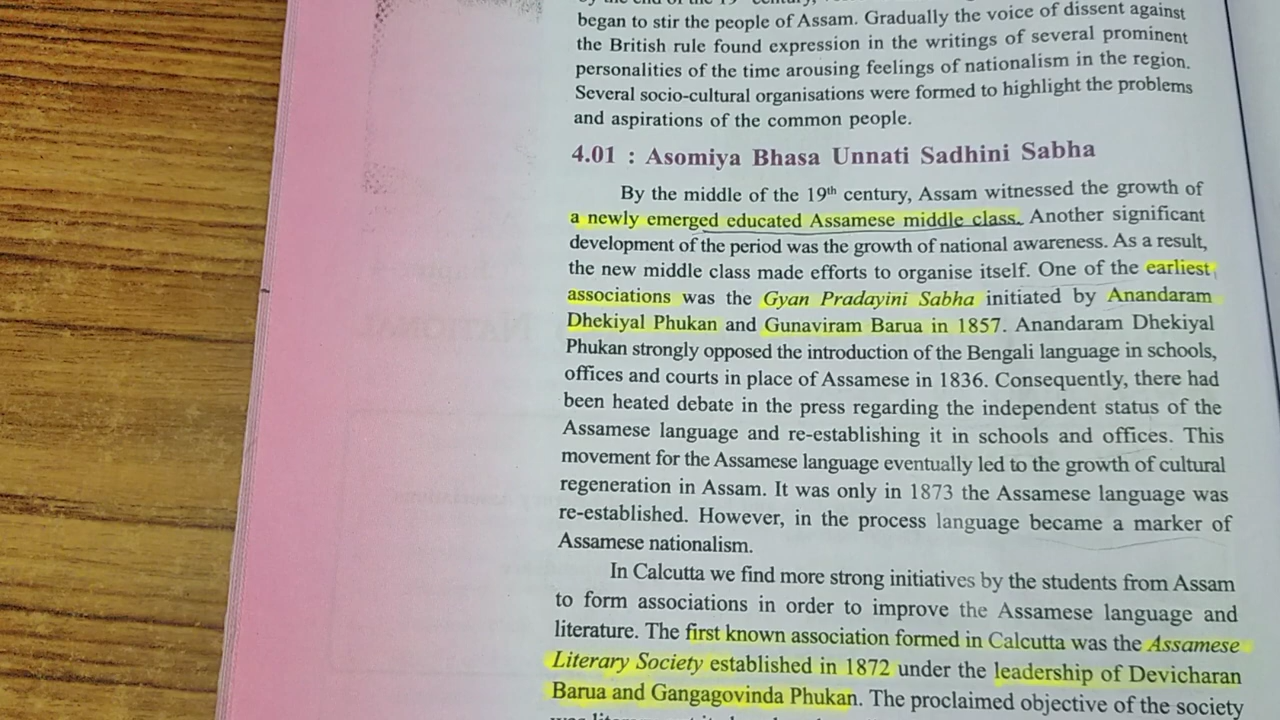 began to stir the people of Assam. Gradually the voice of dissent against
the British rule found expression in the writings of several prominent
personalities of the time arousing feelings of nationalism in the region.
Several socio-cultural organisations were formed to highlight the problems
and aspirations of the common people.
4.01 : Asomiya Bhasa Unnati Sadhini Sabha
By the middle of the 19th century, Assam witnessed the growth of
a newly emerged educated Assamese middle class. Another significant
development of the period was the growth of national awareness. As a result,
the new middle class made efforts to organise itself. One of the earliest
associations was the Gyan Pradayini Sabha initiated by Anandaram
Dhekiyal Phukan and Gunaviram Barua in 1857. Anandaram Dhekiyal
Phukan strongly opposed the introduction of the Bengali language in schools,
offices and courts in place of Assamese in 1836. Consequently, there had
been heated debate in the press regarding the independent status of the
Assamese language and re-establishing it in schools and offices. This
movement for the Assamese language eventually led to the growth of cultural
regeneration in Assam. It was only in 1873 the Assamese language was
re-established. However, in the process language became a marker of
Assamese nationalism.
In Calcutta we find more strong initiatives by the students from Assam
to form associations in order to improve the Assamese language and
literature. The first known association formed in Calcutta was the Assamese
Literary Society established in 1872 under the leadership of Devicharan
Barua and Gangagovinda Phukan. The proclaimed objective of the society